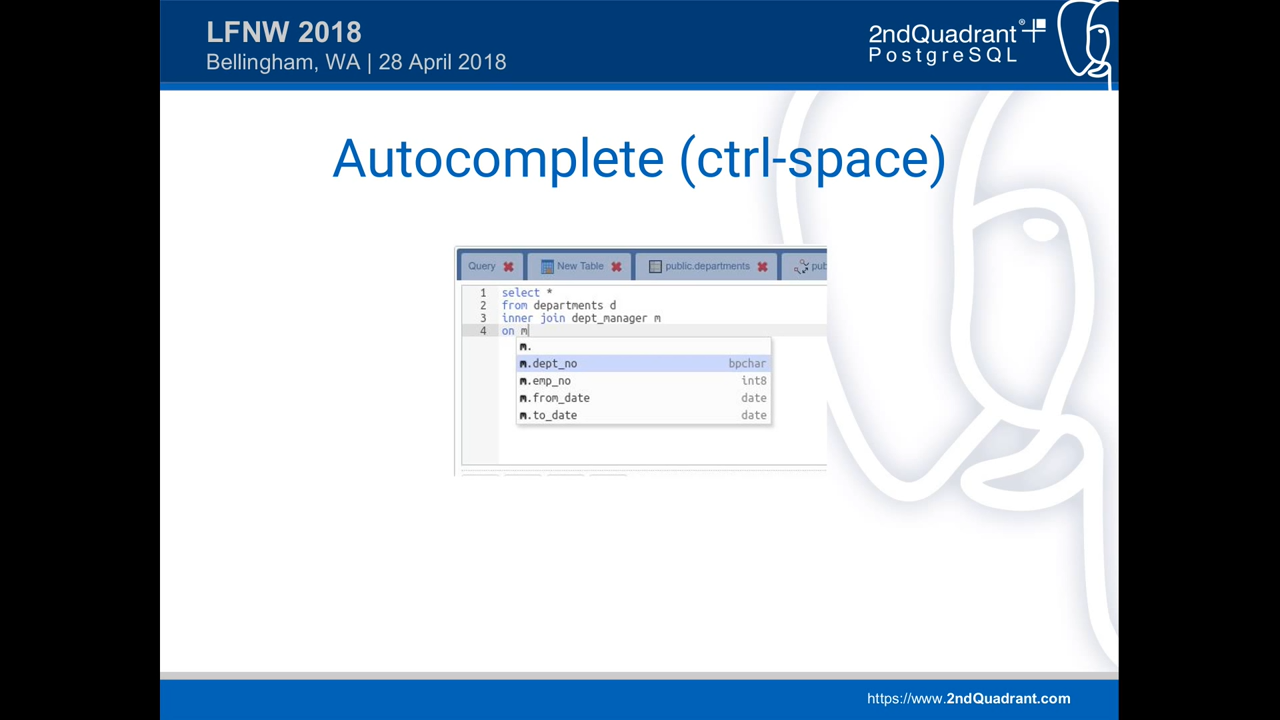 LFNW 2018
Bellingham, WA | 28 April 2018
2ndQuadrant®
PostgreSQL
Autocomplete (ctrl-space)
Query New Table public.departments pub
1 select *
2 from departments d
3 inner join dept_manager m
4 on m
m.
m.dept_no bpchar
m.emp_no int8
m.from_date date
m.to_date date
https://www.2ndQuadrant.com